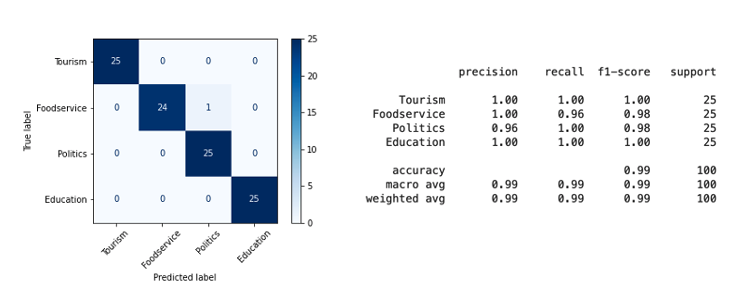 Tourism 25 0 0 0
Foodservice 0 24 1 0
Politics 0 0 25 0
Education 0 0 0 25
Tourism Foodservice Politics Education
Predicted label
True label
25
20
15
10
5
0
precision recall f1-score support
Tourism 1.00 1.00 1.00 25
Foodservice 1.00 0.96 0.98 25
Politics 0.96 1.00 0.98 25
Education 1.00 1.00 1.00 25
accuracy 0.99 100
macro avg 0.99 0.99 0.99 100
weighted avg 0.99 0.99 0.99 100